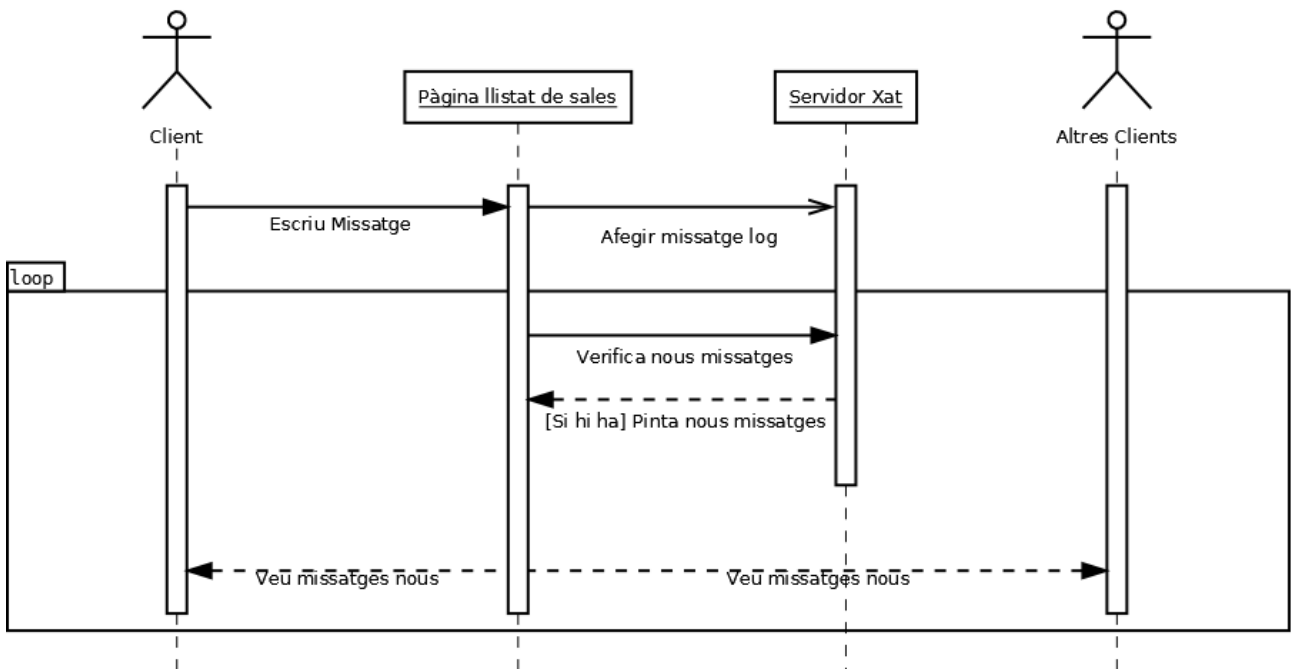 Pàgina llistat de sales
Servidor Xat
Client
Altres Clients
Escriu Missatge
Afegir missatge log
loop
Verifica nous missatges
[Si hi ha] Pinta nous missatges
Veu missatges nous
Veu missatges nous